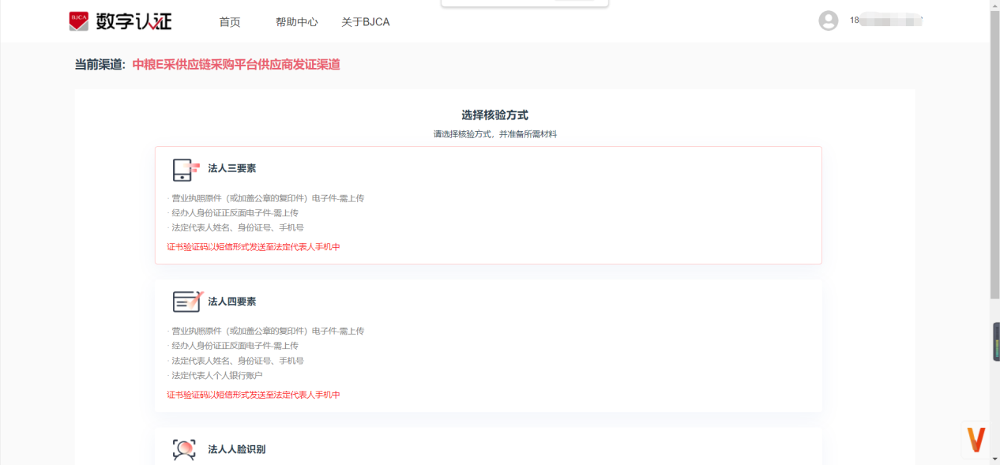 BJCA 数字认证 首页 帮助中心 关于BJCA 18
当前渠道：中粮E采供应链采购平台供应商发证渠道
选择核验方式
请选择核验方式，并准备所需材料
法人三要素
· 营业执照原件（或加盖公章的复印件）电子件-需上传
· 经办人身份证正反面电子件-需上传
· 法定代表人姓名、身份证号、手机号
证书验证码以短信形式发送至法定代表人手机中
法人四要素
· 营业执照原件（或加盖公章的复印件）电子件-需上传
· 经办人身份证正反面电子件-需上传
· 法定代表人姓名、身份证号、手机号
· 法定代表人个人银行账户
证书验证码以短信形式发送至法定代表人手机中
法人人脸识别